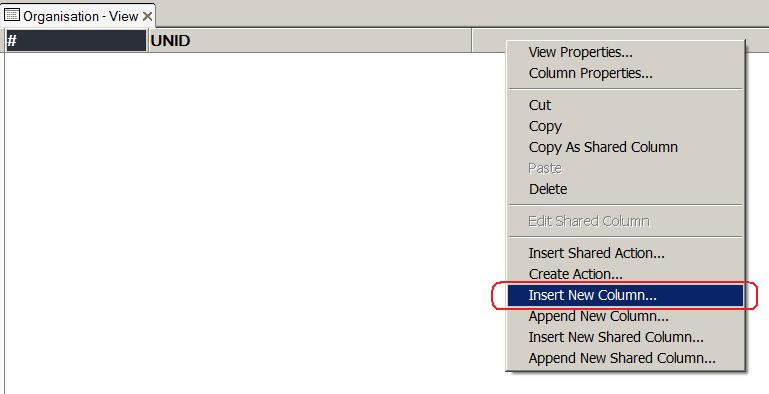 Organisation - View
# UNID
View Properties...
Column Properties...
Cut
Copy
Copy As Shared Column
Paste
Delete
Edit Shared Column
Insert Shared Action...
Create Action...
Insert New Column...
Append New Column...
Insert New Shared Column...
Append New Shared Column...